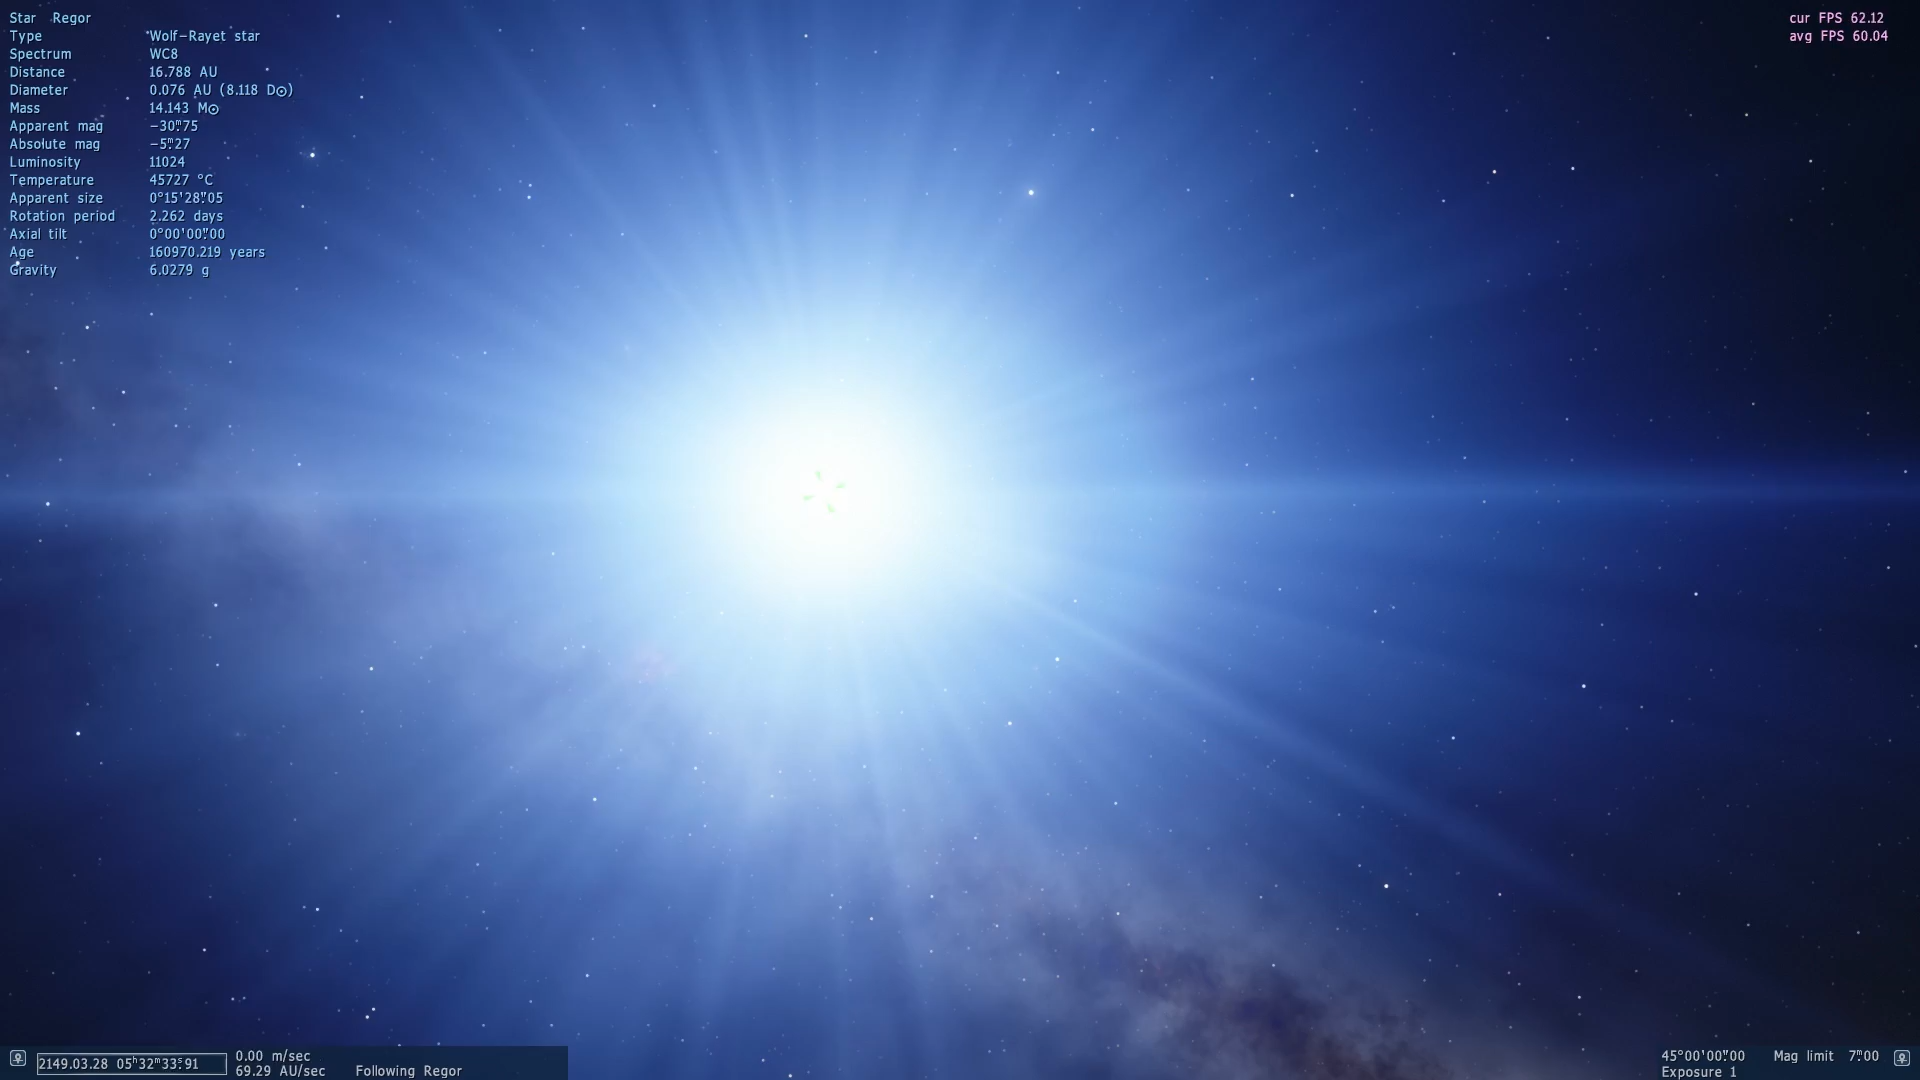 Star Regor
Type Wolf-Rayet star
Spectrum WC8
Distance 16.788 AU
Diameter 0.076 AU (8.118 D☉)
Mass 14.143 M☉
Apparent mag -30ᵐ.75
Absolute mag -5ᵐ.27
Luminosity 11024
Temperature 45727 °C
Apparent size 0°15'28".05
Rotation period 2.262 days
Axial tilt 0°00'00".00
Age 160970.219 years
Gravity 6.0279 g
cur FPS 62.12
avg FPS 60.04
2149.03.28 05ʰ32ᵐ33ˢ.91
0.00 m/sec
69.29 AU/sec Following Regor
45°00'00".00 Mag limit 7ᵐ.00
Exposure 1